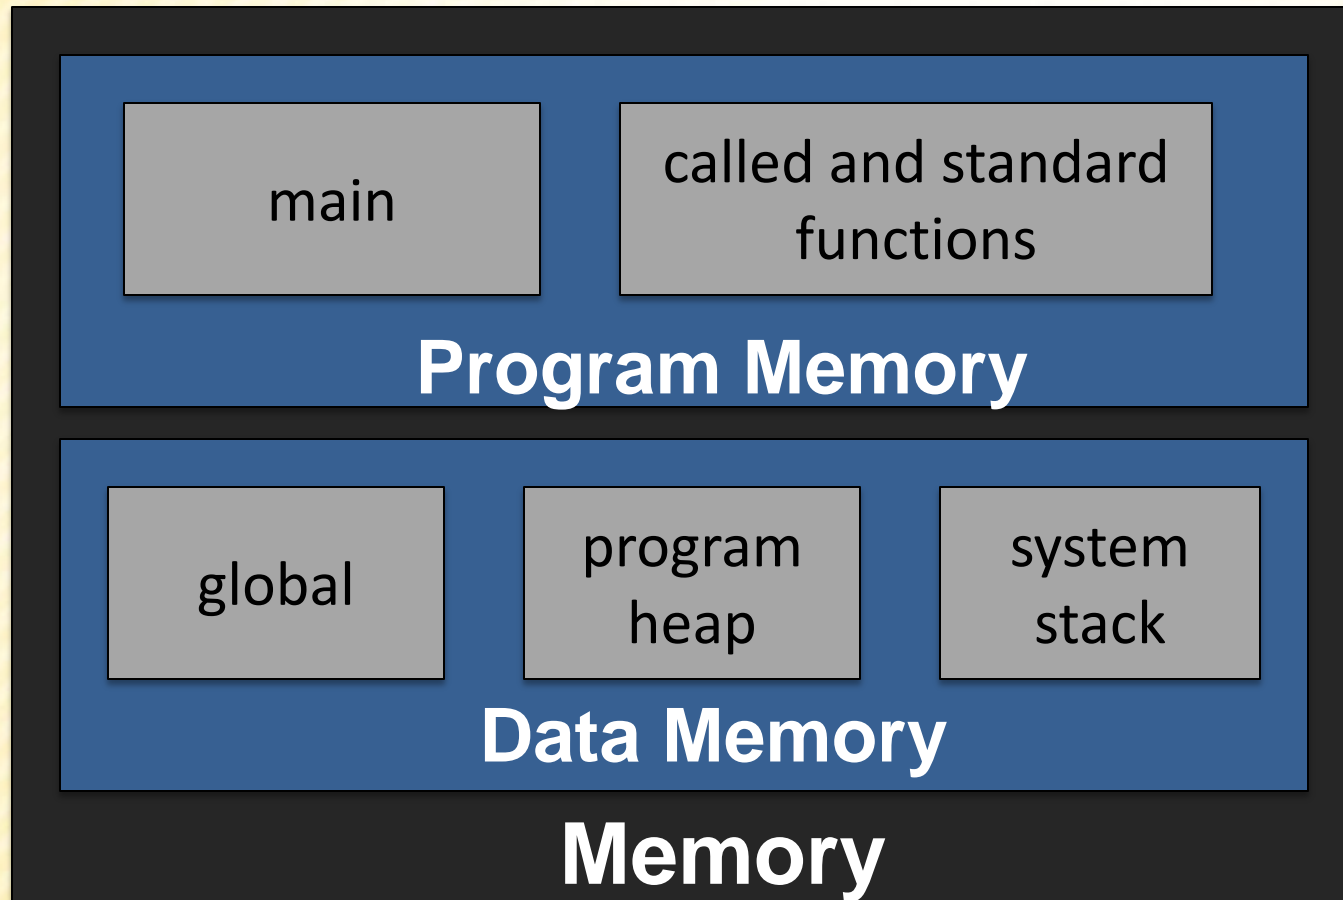 main
called and standard
functions
Program Memory
global
program
heap
system
stack
Data Memory
Memory